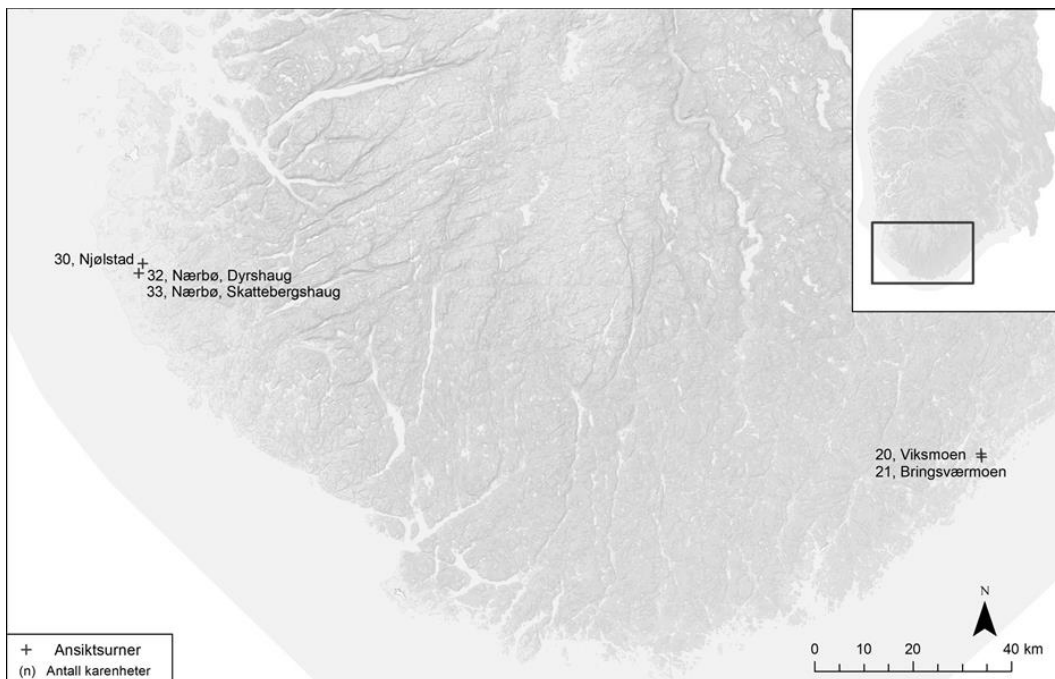 30, Njølstad
32, Nærbø, Dyrshaug
33, Nærbø, Skattebergshaug
20, Viksmoen
21, Bringsværmoen
N
0 10 20 40 km
Ansiktsurner
(n) Antall karenheter